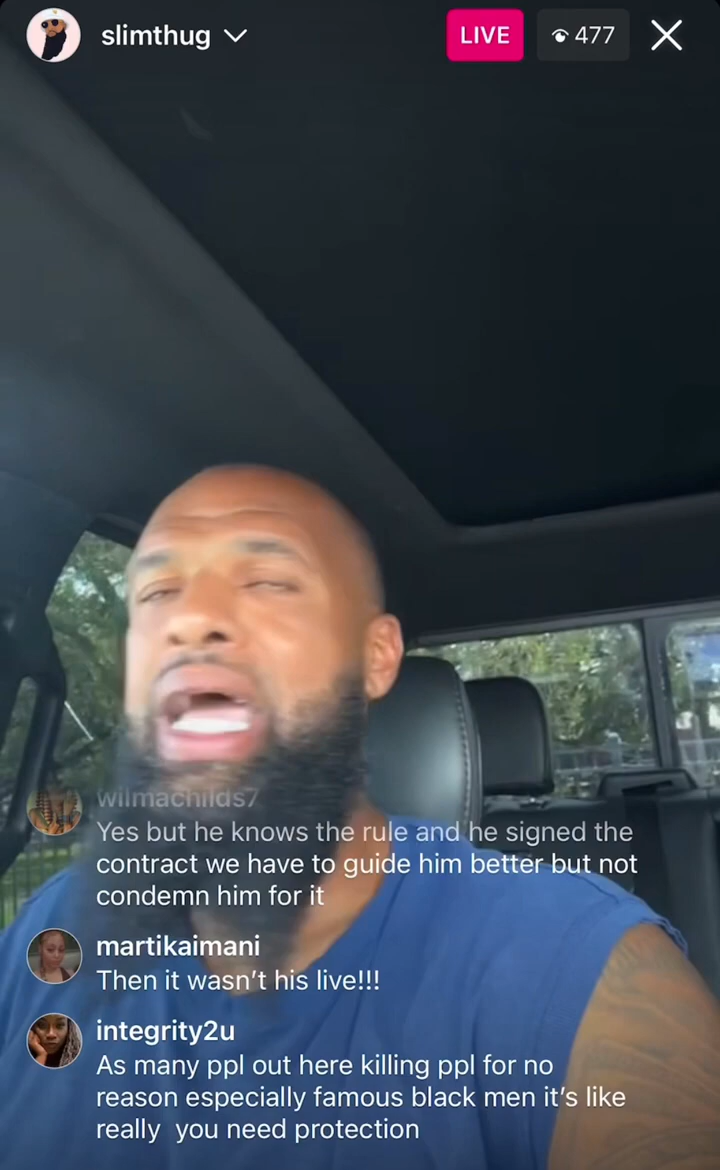 slimthug
LIVE
477
wilmachilds7
Yes but he knows the rule and he signed the
contract we have to guide him better but not
condemn him for it
martikaimani
Then it wasn't his live!!!
integrity2u
As many ppl out here killing ppl for no
reason especially famous black men it's like
really  you need protection